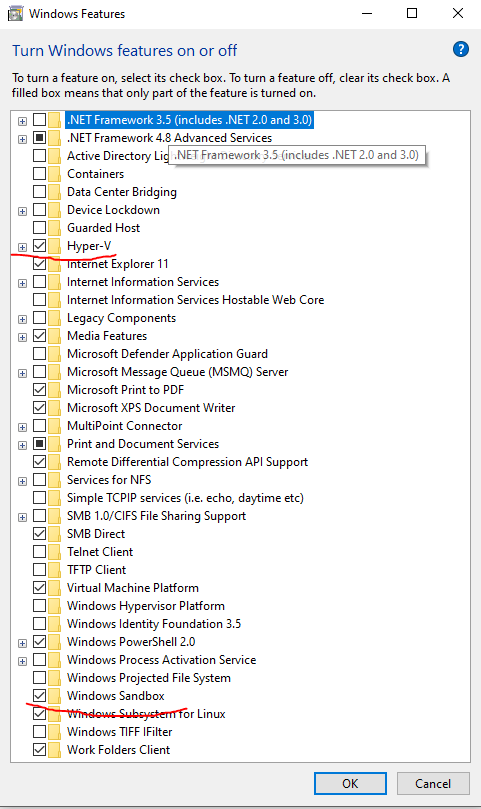 Windows Features
Turn Windows features on or off
To turn a feature on, select its check box. To turn a feature off, clear its check box. A
filled box means that only part of the feature is turned on.
.NET Framework 3.5 (includes .NET 2.0 and 3.0)
.NET Framework 4.8 Advanced Services
Active Directory
.NET Framework 3.5 (includes .NET 2.0 and 3.0)
Containers
Data Center Bridging
Device Lockdown
Guarded Host
Hyper-V
Internet Explorer 11
Internet Information Services
Internet Information Services Hostable Web Core
Legacy Components
Media Features
Microsoft Defender Application Guard
Microsoft Message Queue (MSMQ) Server
Microsoft Print to PDF
Microsoft XPS Document Writer
MultiPoint Connector
Print and Document Services
Remote Differential Compression API Support
Services for NFS
Simple TCPIP services (i.e. echo, daytime etc)
SMB 1.0/CIFS File Sharing Support
SMB Direct
Telnet Client
TFTP Client
Virtual Machine Platform
Windows Hypervisor Platform
Windows Identity Foundation 3.5
Windows PowerShell 2.0
Windows Process Activation Service
Windows Projected File System
Windows Sandbox
Windows Subsystem for Linux
Windows TIFF IFilter
Work Folders Client
OK
Cancel